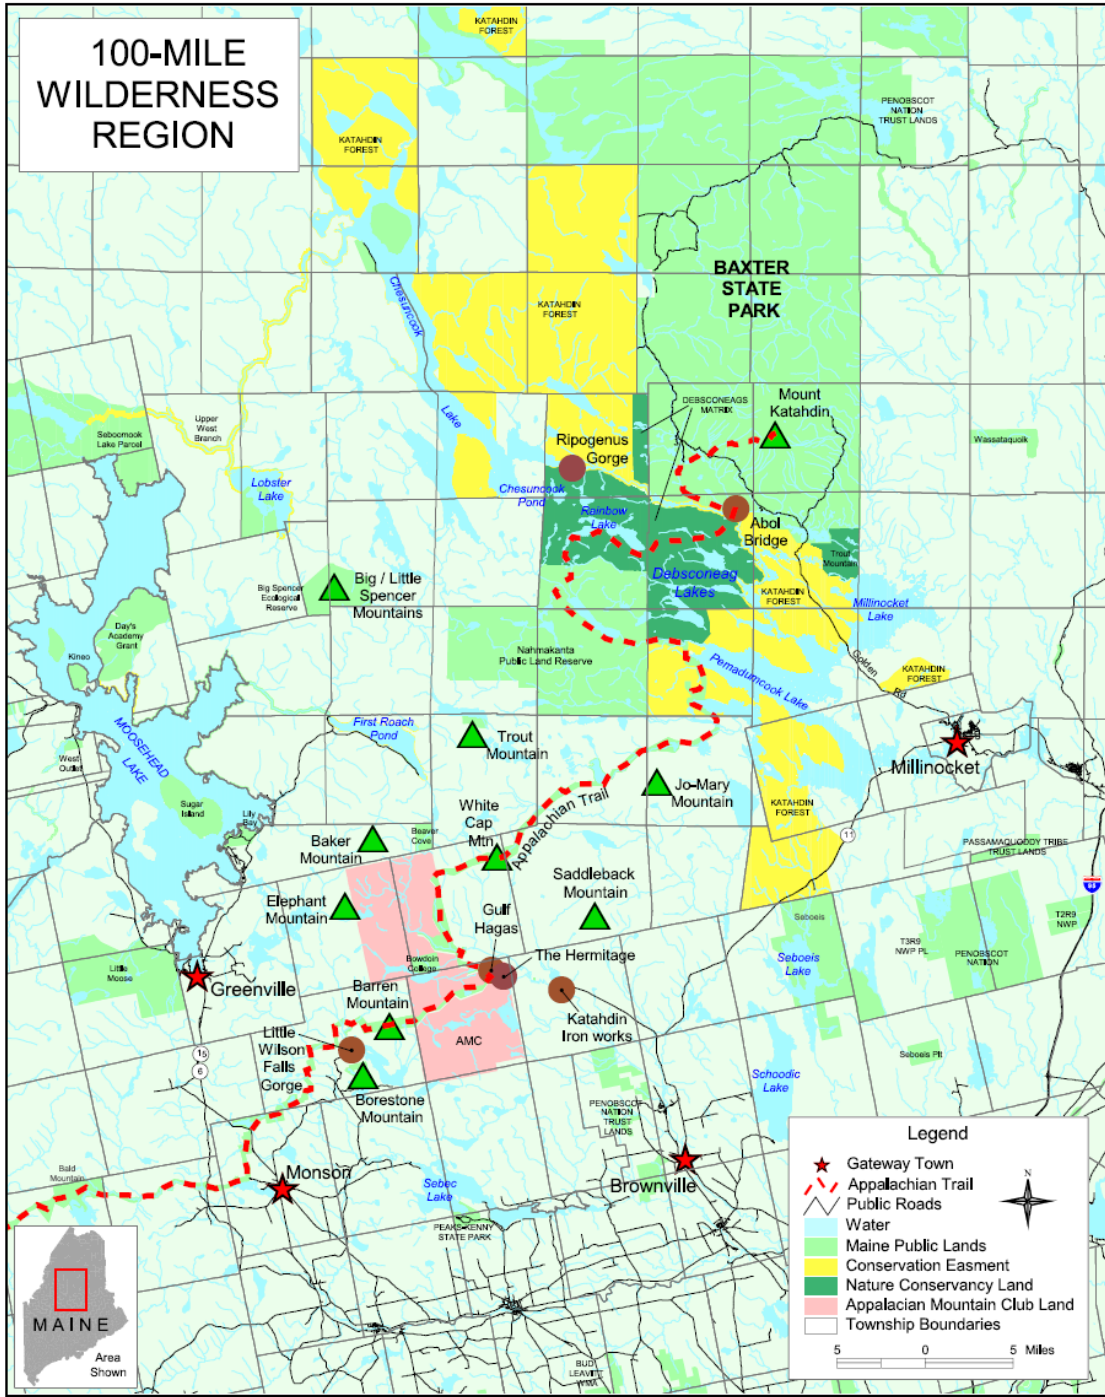 100-MILE
WILDERNESS
REGION
KATAHDIN
FOREST
KATAHDIN
FOREST
PENOBSCOT
NATION
TRUST LANDS
BAXTER
STATE
PARK
Chesuncook
Lake
KATAHDIN
FOREST
DEBSCONEAGS
MATRIX
Mount
Katahdin
Upper
West
Branch
Seboomook
Lake Parcel
Ripogenus
Gorge
Wassataquoik
Lobster
Lake
Chesuncook
Pond
Rainbow
Lake
Abol
Bridge
Trout
Mountain
Big / Little
Spencer
Mountains
Big Spencer
Ecological
Reserve
Debsconeag
Lakes
KATAHDIN
FOREST
Millinocket
Lake
Day's
Academy
Grant
Kineo
Nahmakanta
Public Land Reserve
Pemadumcook Lake
Golden
Rd
KATAHDIN
FOREST
MOOSEHEAD
LAKE
First Roach
Pond
Trout
Mountain
West
Outlet
Millinocket
Jo-Mary
Mountain
Sugar
Island
Lily
Bay
White
Cap
Mtn
Appalachian Trail
KATAHDIN
FOREST
Baker
Mountain
Beaver
Cove
11
PASSAMAQUODDY TRIBE
TRUST LANDS
Saddleback
Mountain
95
Elephant
Mountain
Gulf
Hagas
Seboeis
T2R9
NWP
T3R9
NWP PL
PENOBSCOT
NATION
The Hermitage
Bowdoin
College
Seboeis
Lake
Little
Moose
Greenville
Barren
Mountain
Katahdin
Iron works
Little
Wilson
Falls
Gorge
AMC
15
6
Seboeis Plt
Schoodic
Lake
Borestone
Mountain
PENOBSCOT
NATION
TRUST
LANDS
Bald
Mountain
Monson
Sebec
Lake
Brownville
PEAKS-KENNY
STATE PARK
BUD
LEAVITT
WMA
MAINE
Area
Shown
Legend
Gateway Town
Appalachian Trail
Public Roads
Water
Maine Public Lands
Conservation Easment
Nature Conservancy Land
Appalacian Mountain Club Land
Township Boundaries
N
5 0 5 Miles